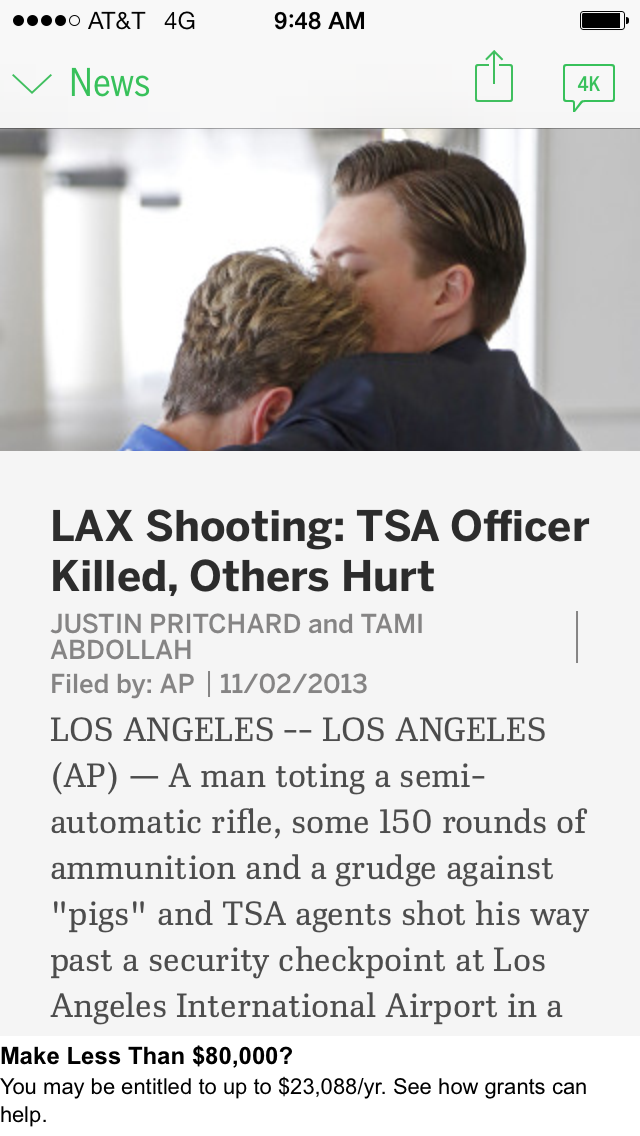 AT&T 4G 9:48 AM
News
4K
LAX Shooting: TSA Officer
Killed, Others Hurt
JUSTIN PRITCHARD and TAMI
ABDOLLAH
Filed by: AP | 11/02/2013
LOS ANGELES -- LOS ANGELES
(AP) — A man toting a semi-
automatic rifle, some 150 rounds of
ammunition and a grudge against
"pigs" and TSA agents shot his way
past a security checkpoint at Los
Angeles International Airport in a
Make Less Than $80,000?
You may be entitled to up to $23,088/yr. See how grants can
help.